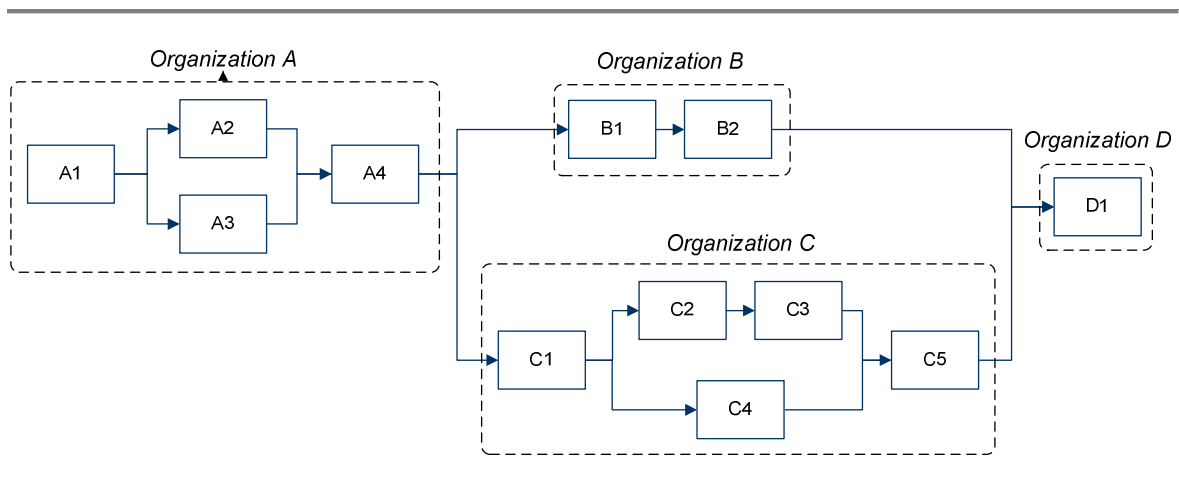 Organization A
A1
A2
A3
A4
Organization B
B1
B2
Organization C
C1
C2
C3
C4
C5
Organization D
D1